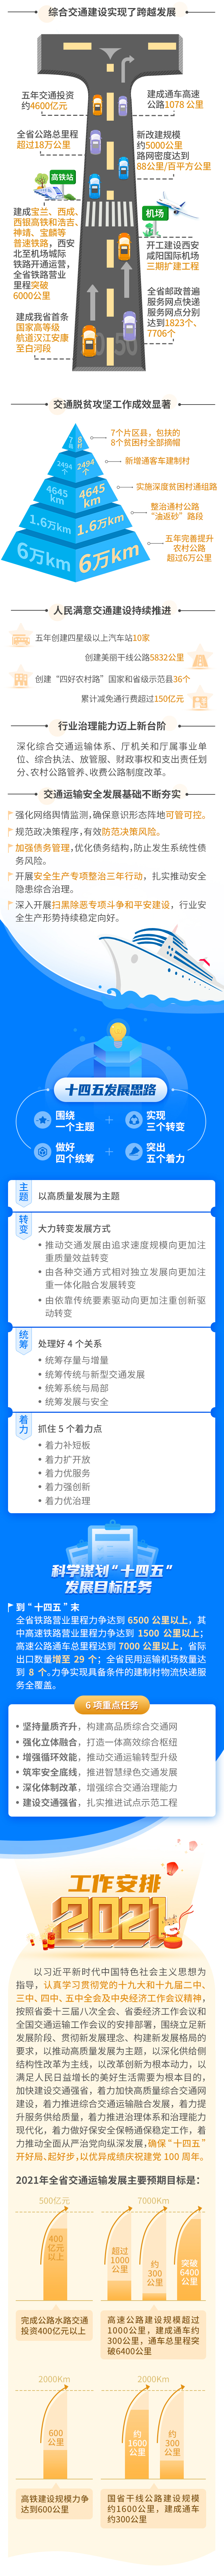 综合交通建设实现了跨越发展
五年交通投资
约4600亿元
建成通车高速
公路1078 公里
全省公路总里程
超过18万公里
新改建规模
约5000公里
路网密度达到
88公里/百平方公里
高铁站
机场
建成宝兰、西成、
西银高铁和浩吉、
神靖、宝麟等
普速铁路，西安
北至机场城际
铁路开通运营，
全省铁路营业
里程突破
6000公里
开工建设西安
咸阳国际机场
三期扩建工程
全省邮政普遍
服务网点快递
服务网点分别
达到1823个、
7706个
建成我省首条
国家高等级
航道汉江安康
至白河段
交通脱贫攻坚工作成效显著
7个片区县，包扶的
8个贫困村全部摘帽
2494
个
2494
个
新增通客车建制村
4645
km
4645
km
实施深度贫困村通组路
1.6万km
1.6万km
整治通村公路
“油返砂”路段
6万km
6万km
五年完善提升
农村公路
超过6万公里
人民满意交通建设持续推进
五年创建四星级以上汽车站10家
创建美丽干线公路5832公里
创建“四好农村路”国家和省级示范县36个
累计减免通行费超过150亿元
行业治理能力迈上新台阶
深化综合交通运输体系、厅机关和厅属事业单
位、综合执法、放管服、财政事权和支出责任划
分、农村公路管养、收费公路制度改革。
交通运输安全发展基础不断夯实
强化网络舆情监测,确保意识形态阵地可管可控。
规范政决策程序,有效防范决策风险。
加强债务管理,优化债务结构,防止发生系统性债
务风险。
开展安全生产专项整治三年行动，扎实推动安全
隐患综合治理。
深入开展扫黑除恶专项斗争和平安建设，行业安
全生产形势持续稳定向好。
十四五发展思路
围绕
一个主题
实现
三个转变
做好
四个统筹
突出
五个着力
主题
以高质量发展为主题
转变
大力转变发展方式
• 推动交通发展由追求速度规模向更加注
重质量效益转变
• 由各种交通方式相对独立发展向更加注
重一体化融合发展转变
• 由依靠传统要素驱动向更加注重创新驱
动转变
统筹
处理好 4 个关系
• 统筹存量与增量
• 统筹传统与新型交通发展
• 统筹系统与局部
• 统筹发展与安全
着力
抓住 5 个着力点
• 着力补短板
• 着力扩开放
• 着力优服务
• 着力强创新
• 着力优治理
科学谋划“十四五”
发展目标任务
到“十四五”末
全省铁路营业里程力争达到 6500 公里以上，其
中高速铁路营业里程力争达到 1500 公里以上；
高速公路通车总里程达到 7000 公里以上，省际
出口数量增至 29 个；全省民用运输机场数量达
到 8 个。力争实现具备条件的建制村物流快递服
务全覆盖。
6 项重点任务
• 坚持量质齐升，构建高品质综合交通网
• 强化立体融合，打造一体高效综合枢纽
• 增强循环效能，推动交通运输转型升级
• 筑牢安全底线，推进智慧绿色交通发展
• 深化体制改革，增强综合交通治理能力
• 建设交通强省，扎实推进试点示范工程
工作安排
2021
以习近平新时代中国特色社会主义思想为
指导，认真学习贯彻党的十九大和十九届二中、
三中、四中、五中全会及中央经济工作会议精神，
按照省委十三届八次全会、省委经济工作会议和
全国交通运输工作会议的安排部署，围绕立足新
发展阶段、贯彻新发展理念、构建新发展格局的
要求，以推动高质量发展为主题，以深化供给侧
结构性改革为主线，以改革创新为根本动力，以
满足人民日益增长的美好生活需要为根本目的，
加快建设交通强省，着力加快高质量综合交通网
建设，着力推进综合交通运输融合发展，着力提
升服务供给质量，着力推进治理体系和治理能力
现代化，着力做好保安全保畅通保稳定工作，着
力推动全面从严治党向纵深发展,确保“十四五”
开好局、起好步,以优异成绩庆祝建党 100 周年。
2021年全省交通运输发展主要预期目标是：
500亿元
400
亿元
以上
完成公路水路交通
投资400亿元以上
7000Km
超过
1000
公里
约
300
公里
突破
6400
公里
高速公路建设规模超过
1000公里，建成通车约
300公里，通车总里程突
破6400公里
2000Km
600
公里
高铁建设规模力争
达到600公里
2000Km
约
1600
公里
约
300
公里
国省干线公路建设规模
约1600公里，建成通车
约300公里